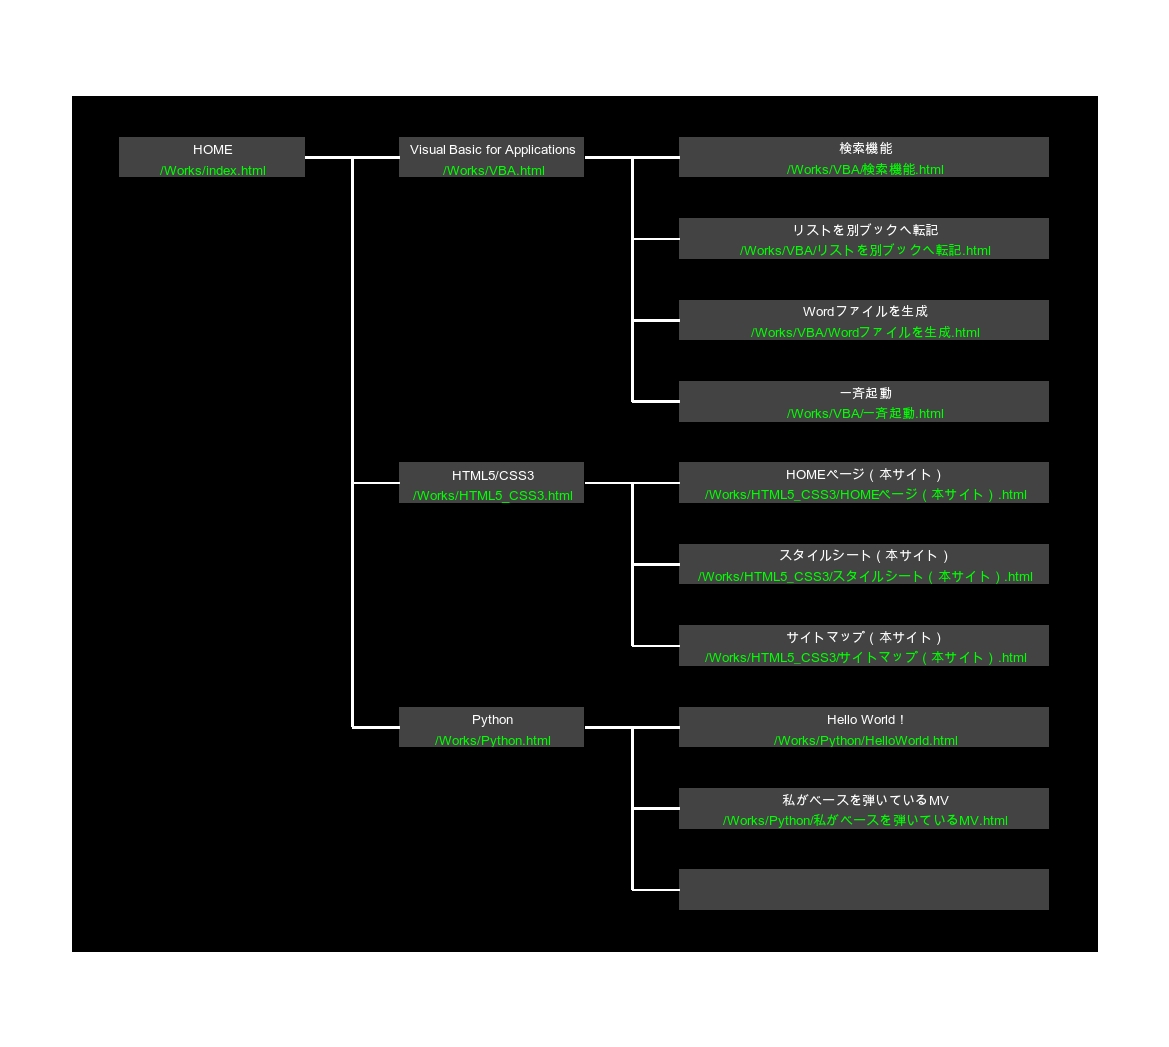 HOME
/Works/index.html
Visual Basic for Applications
/Works/VBA.html
検索機能
/Works/VBA/検索機能.html
リストを別ブックへ転記
/Works/VBA/リストを別ブックへ転記.html
Wordファイルを生成
/Works/VBA/Wordファイルを生成.html
一斉起動
/Works/VBA/一斉起動.html
HTML5/CSS3
/Works/HTML5_CSS3.html
HOMEページ（本サイト）
/Works/HTML5_CSS3/HOMEページ（本サイト）.html
スタイルシート（本サイト）
/Works/HTML5_CSS3/スタイルシート（本サイト）.html
サイトマップ（本サイト）
/Works/HTML5_CSS3/サイトマップ（本サイト）.html
Python
/Works/Python.html
Hello World！
/Works/Python/HelloWorld.html
私がベースを弾いているMV
/Works/Python/私がベースを弾いているMV.html